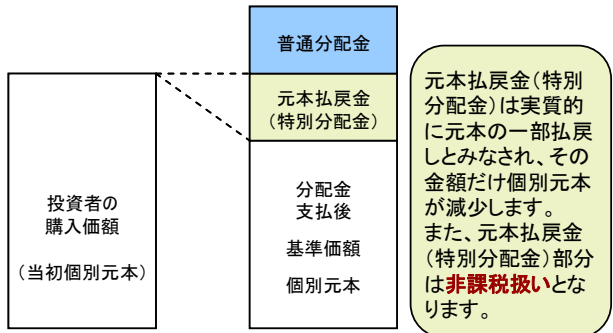 普通分配金
元本払戻金
（特別分配金）
投資者の
購入価額
（当初個別元本）
分配金
支払後
基準価額
個別元本
元本払戻金（特別
分配金）は実質的
に元本の一部払戻
しとみなされ、その
金額だけ個別元本
が減少します。
また、元本払戻金
（特別分配金）部分
は非課税扱いとな
ります。